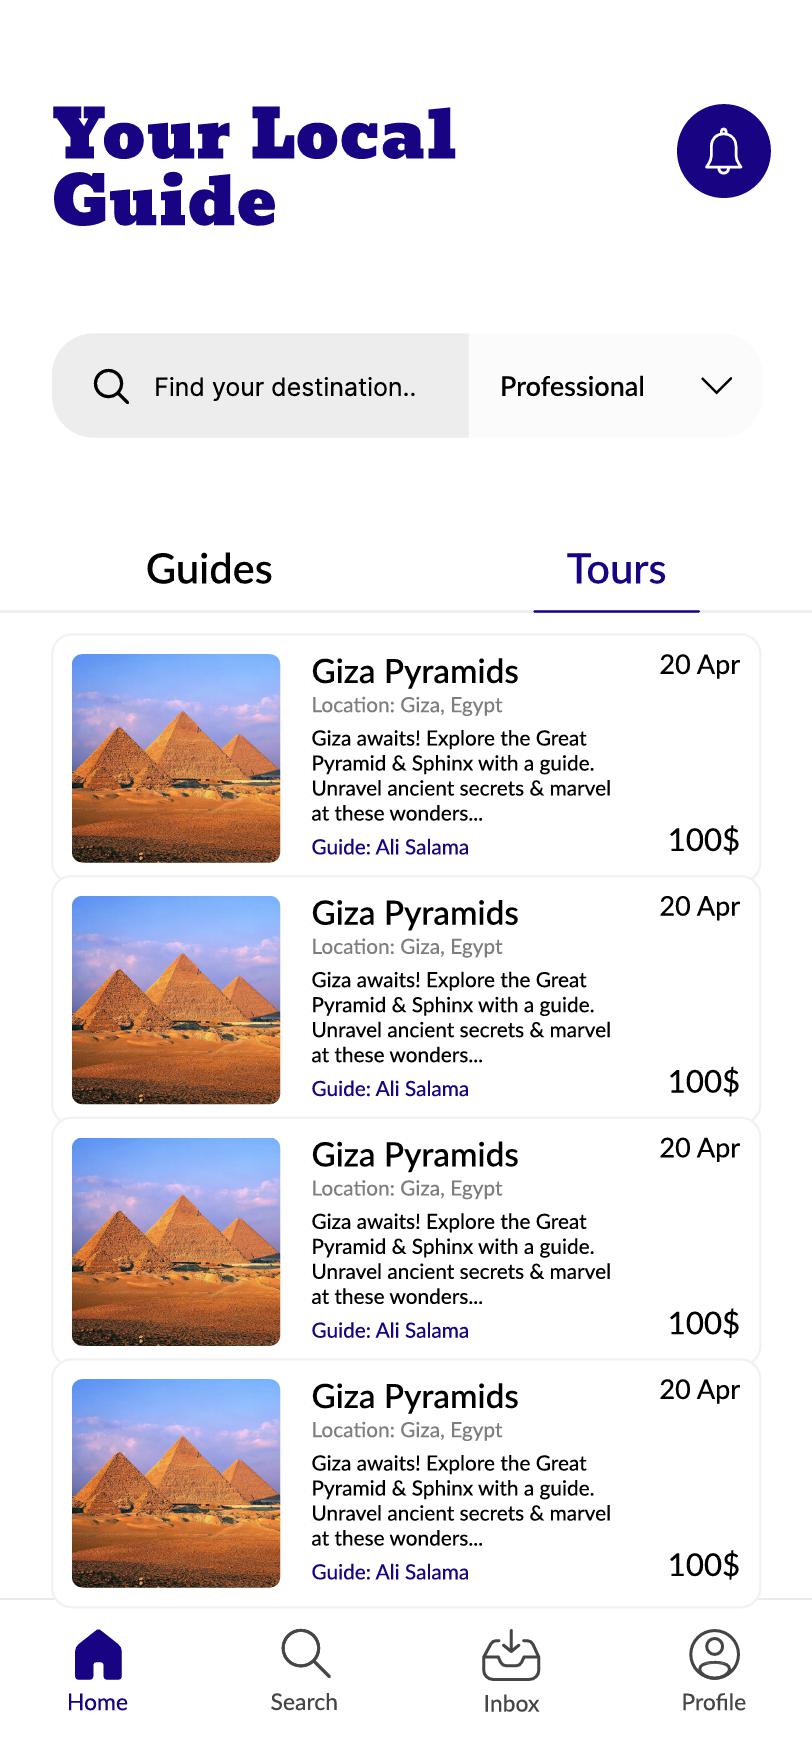 Your Local
Guide
Find your destination..
Professional
Guides
Tours
Giza Pyramids
20 Apr
Location: Giza, Egypt
Giza awaits! Explore the Great
Pyramid & Sphinx with a guide.
Unravel ancient secrets & marvel
at these wonders...
Guide: Ali Salama
100$
Giza Pyramids
20 Apr
Location: Giza, Egypt
Giza awaits! Explore the Great
Pyramid & Sphinx with a guide.
Unravel ancient secrets & marvel
at these wonders...
Guide: Ali Salama
100$
Giza Pyramids
20 Apr
Location: Giza, Egypt
Giza awaits! Explore the Great
Pyramid & Sphinx with a guide.
Unravel ancient secrets & marvel
at these wonders...
Guide: Ali Salama
100$
Giza Pyramids
20 Apr
Location: Giza, Egypt
Giza awaits! Explore the Great
Pyramid & Sphinx with a guide.
Unravel ancient secrets & marvel
at these wonders...
Guide: Ali Salama
100$
Home
Search
Inbox
Profile